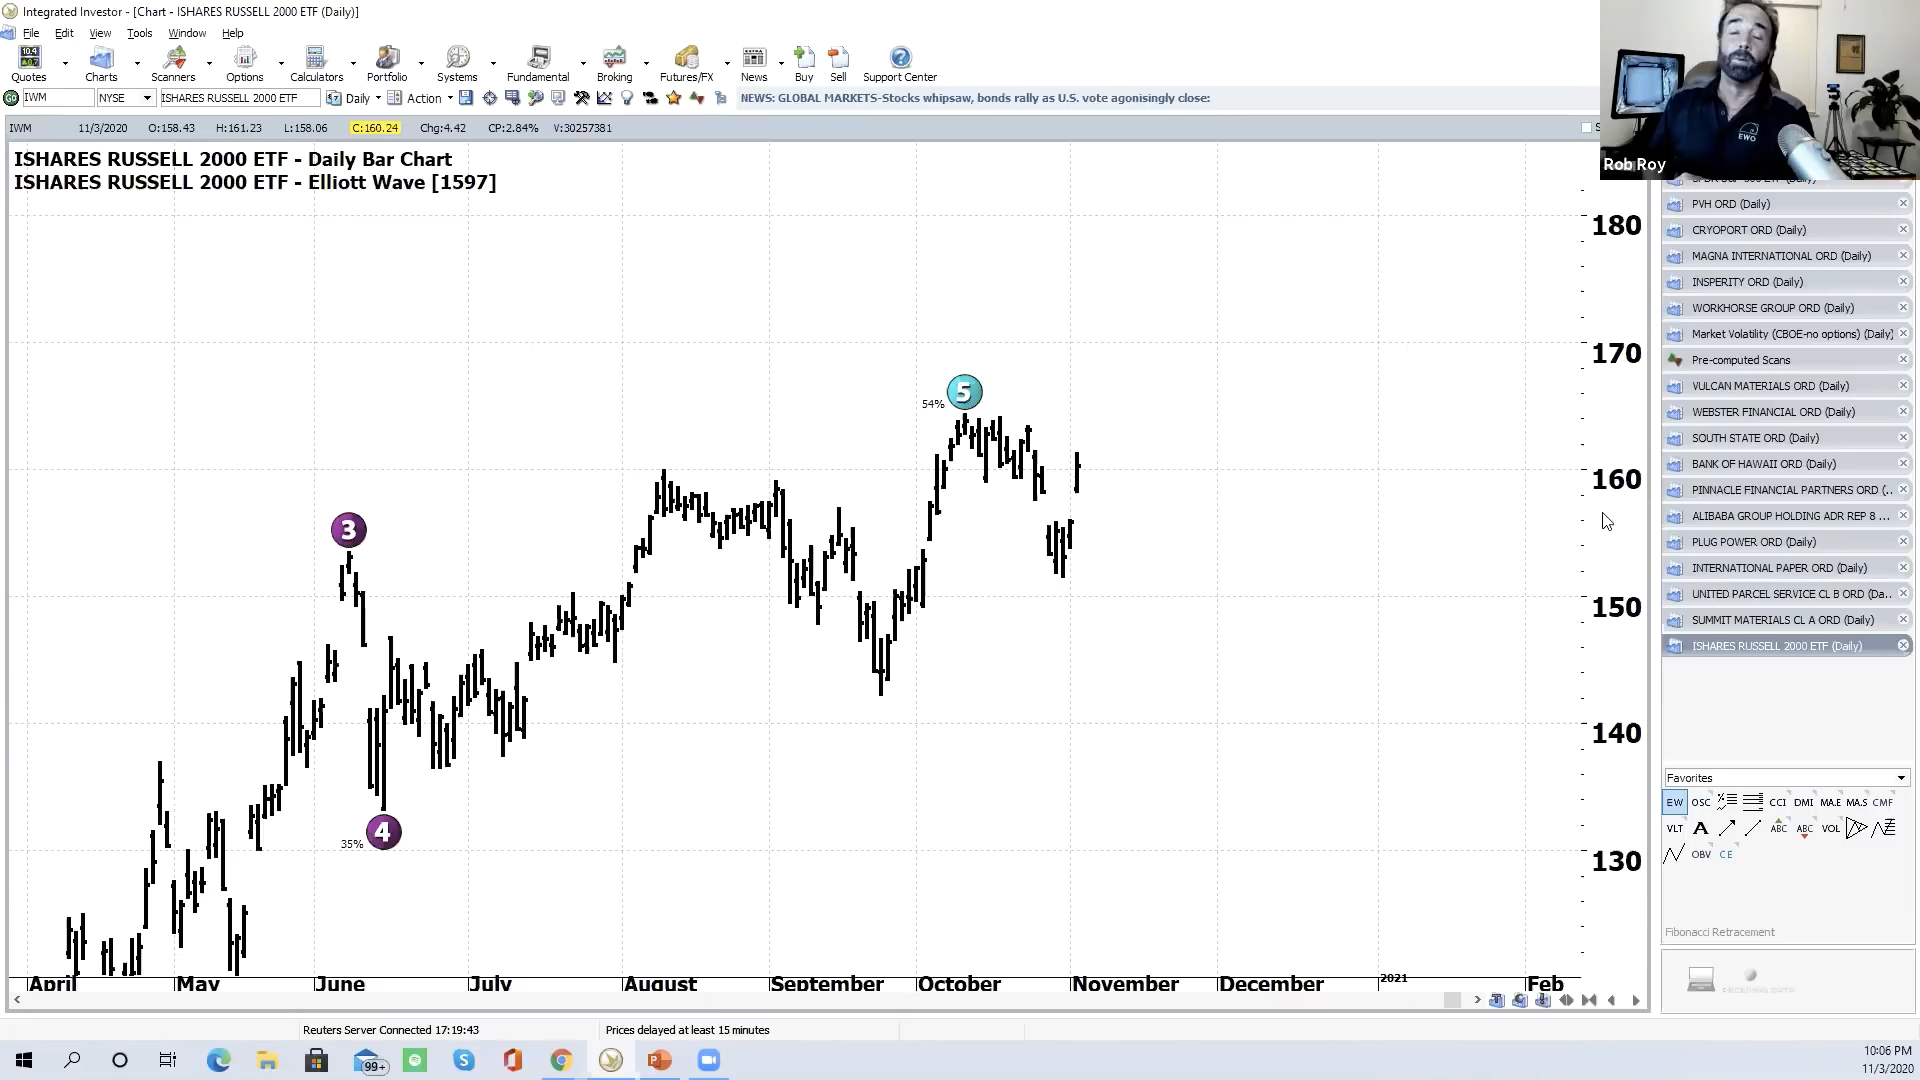 Integrated Investor - [Chart - ISHARES RUSSELL 2000 ETF (Daily)]
File Edit View Tools Window Help
Quotes Charts Scanners Options Calculators Portfolio Systems Fundamental Broking Futures/FX News Buy Sell Support Center
IWM NYSE ISHARES RUSSELL 2000 ETF Daily Action NEWS: GLOBAL MARKETS-Stocks whipsaw, bonds rally as U.S. vote agonisingly close:
IWM 11/3/2020 O:158.43 H:161.23 L:158.06 C:160.24 Chg:4.42 CP:2.84% V:30257381
ISHARES RUSSELL 2000 ETF - Daily Bar Chart
ISHARES RUSSELL 2000 ETF - Elliott Wave [1597]
EWO
Rob Roy
180
170
160
150
140
130
5
54%
3
4
35%
April May June July August September October November December 2021 Feb
PVH ORD (Daily)
CRYOPORT ORD (Daily)
MAGNA INTERNATIONAL ORD (Daily)
INSPERITY ORD (Daily)
WORKHORSE GROUP ORD (Daily)
Market Volatility (CBOE-no options) (Daily)
Pre-computed Scans
VULCAN MATERIALS ORD (Daily)
WEBSTER FINANCIAL ORD (Daily)
SOUTH STATE ORD (Daily)
BANK OF HAWAII ORD (Daily)
PINNACLE FINANCIAL PARTNERS ORD (..
ALIBABA GROUP HOLDING ADR REP 8 ...
PLUG POWER ORD (Daily)
INTERNATIONAL PAPER ORD (Daily)
UNITED PARCEL SERVICE CL B ORD (Da..
SUMMIT MATERIALS CL A ORD (Daily)
ISHARES RUSSELL 2000 ETF (Daily)
Favorites
EW OSC CCI DMI MA.E MA.S CMF
VLT A ABC ABC VOL
OBV CE
Fibonacci Retracement
RECEIVING DATA
Reuters Server Connected 17:19:43
Prices delayed at least 15 minutes
99+
10:06 PM
11/3/2020